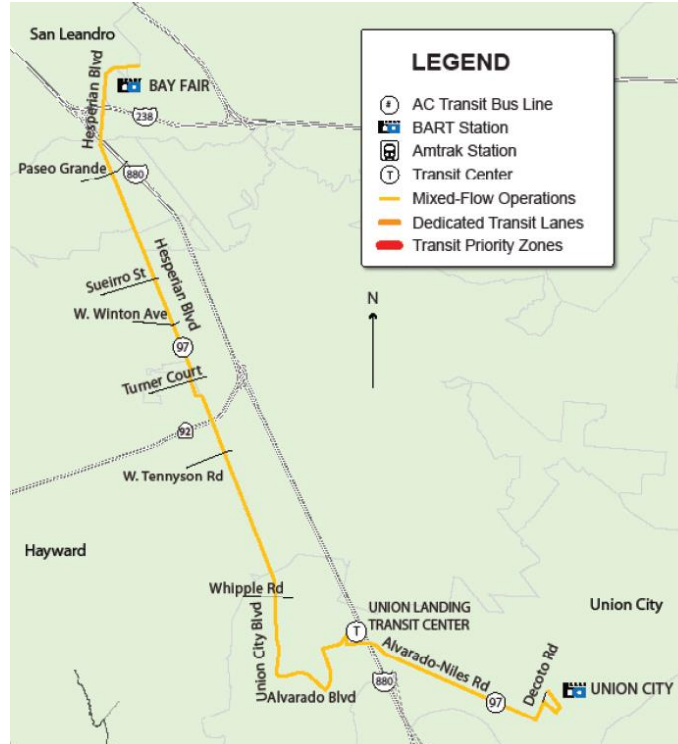 San Leandro
Hesperian Blvd
BAY FAIR
238
Paseo Grande
880
LEGEND
#
AC Transit Bus Line
BART Station
Amtrak Station
T
Transit Center
Mixed-Flow Operations
Dedicated Transit Lanes
Transit Priority Zones
Sueirro St
Hesperian Blvd
W. Winton Ave
N
97
Turner Court
92
W. Tennyson Rd
Hayward
Whipple Rd
Union City Blvd
UNION LANDING
TRANSIT CENTER
T
Union City
Alvarado-Niles Rd
Decoto Rd
880
Alvarado Blvd
97
UNION CITY